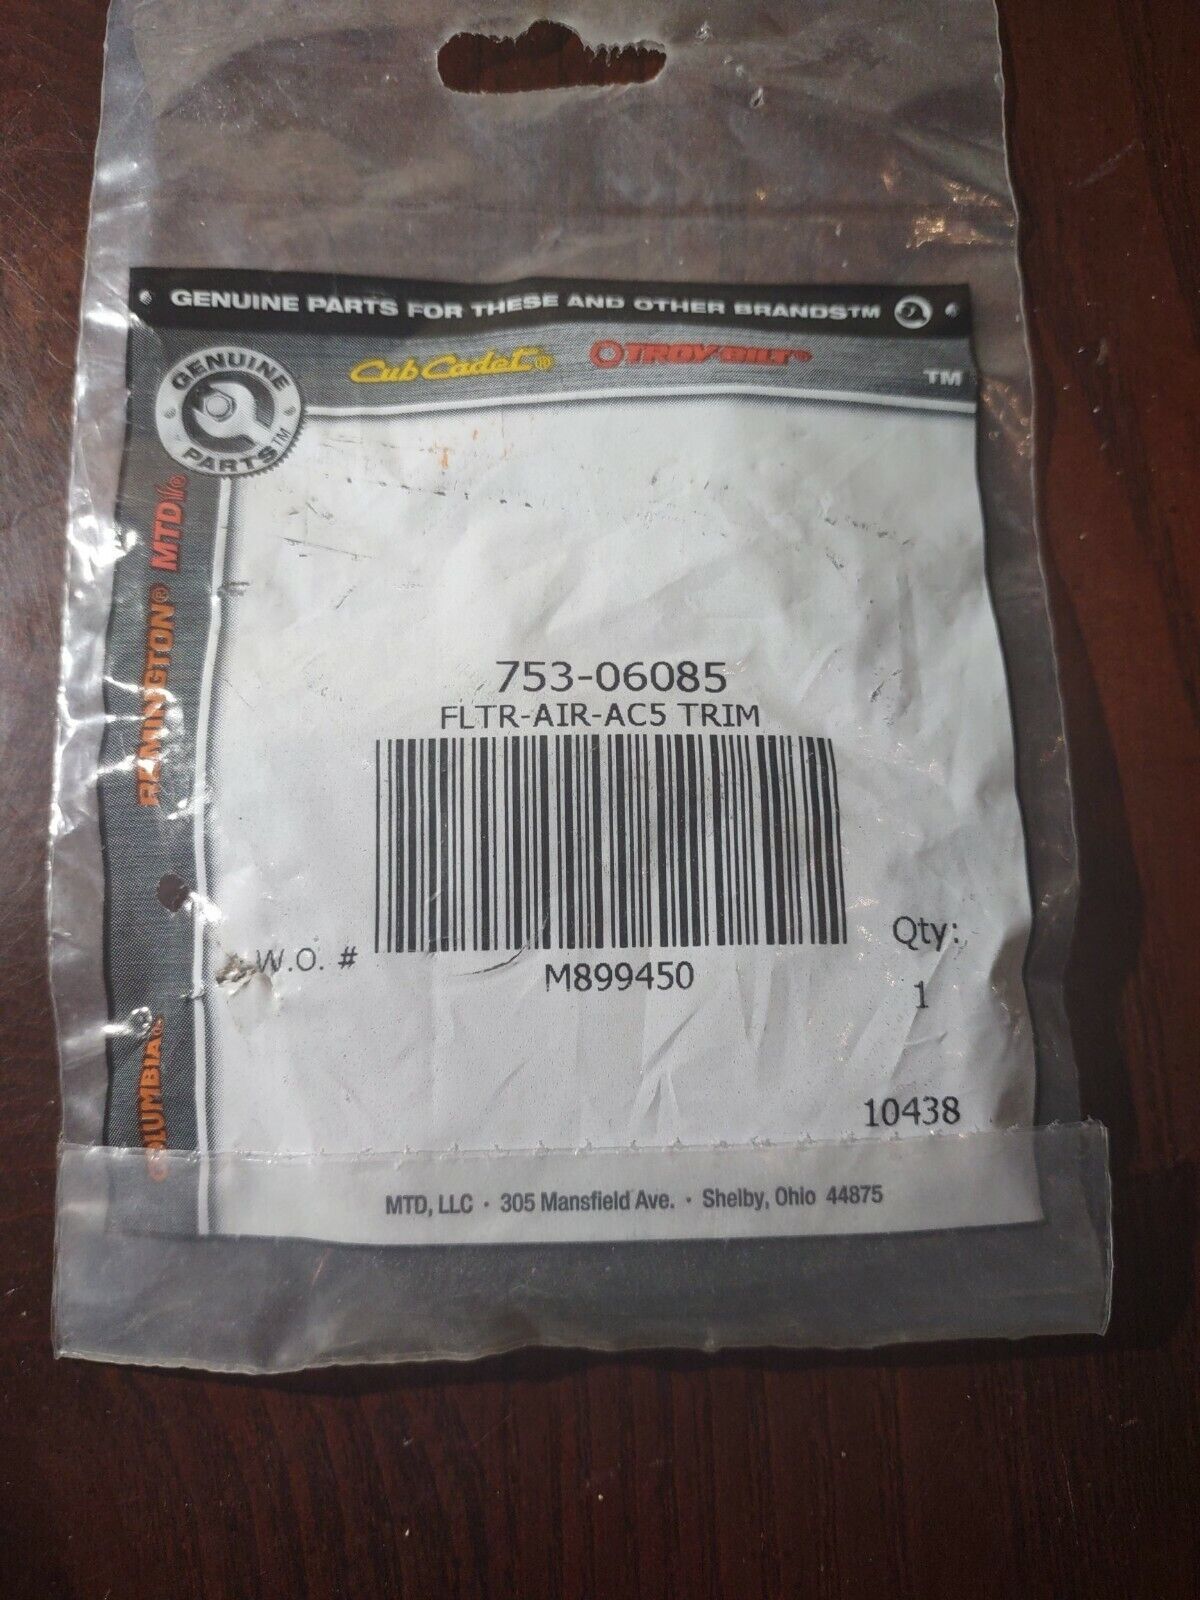 GENUINE PARTS FOR THESE AND OTHER BRANDS™
GENUINE PARTS™
Cub Cadet®
TROY-BILT®
TM
MTD®
REMINGTON®
COLUMBIA®
753-06085
FLTR-AIR-AC5 TRIM
W.O. #
M899450
Qty:
1
10438
MTD, LLC · 305 Mansfield Ave. · Shelby, Ohio 44875